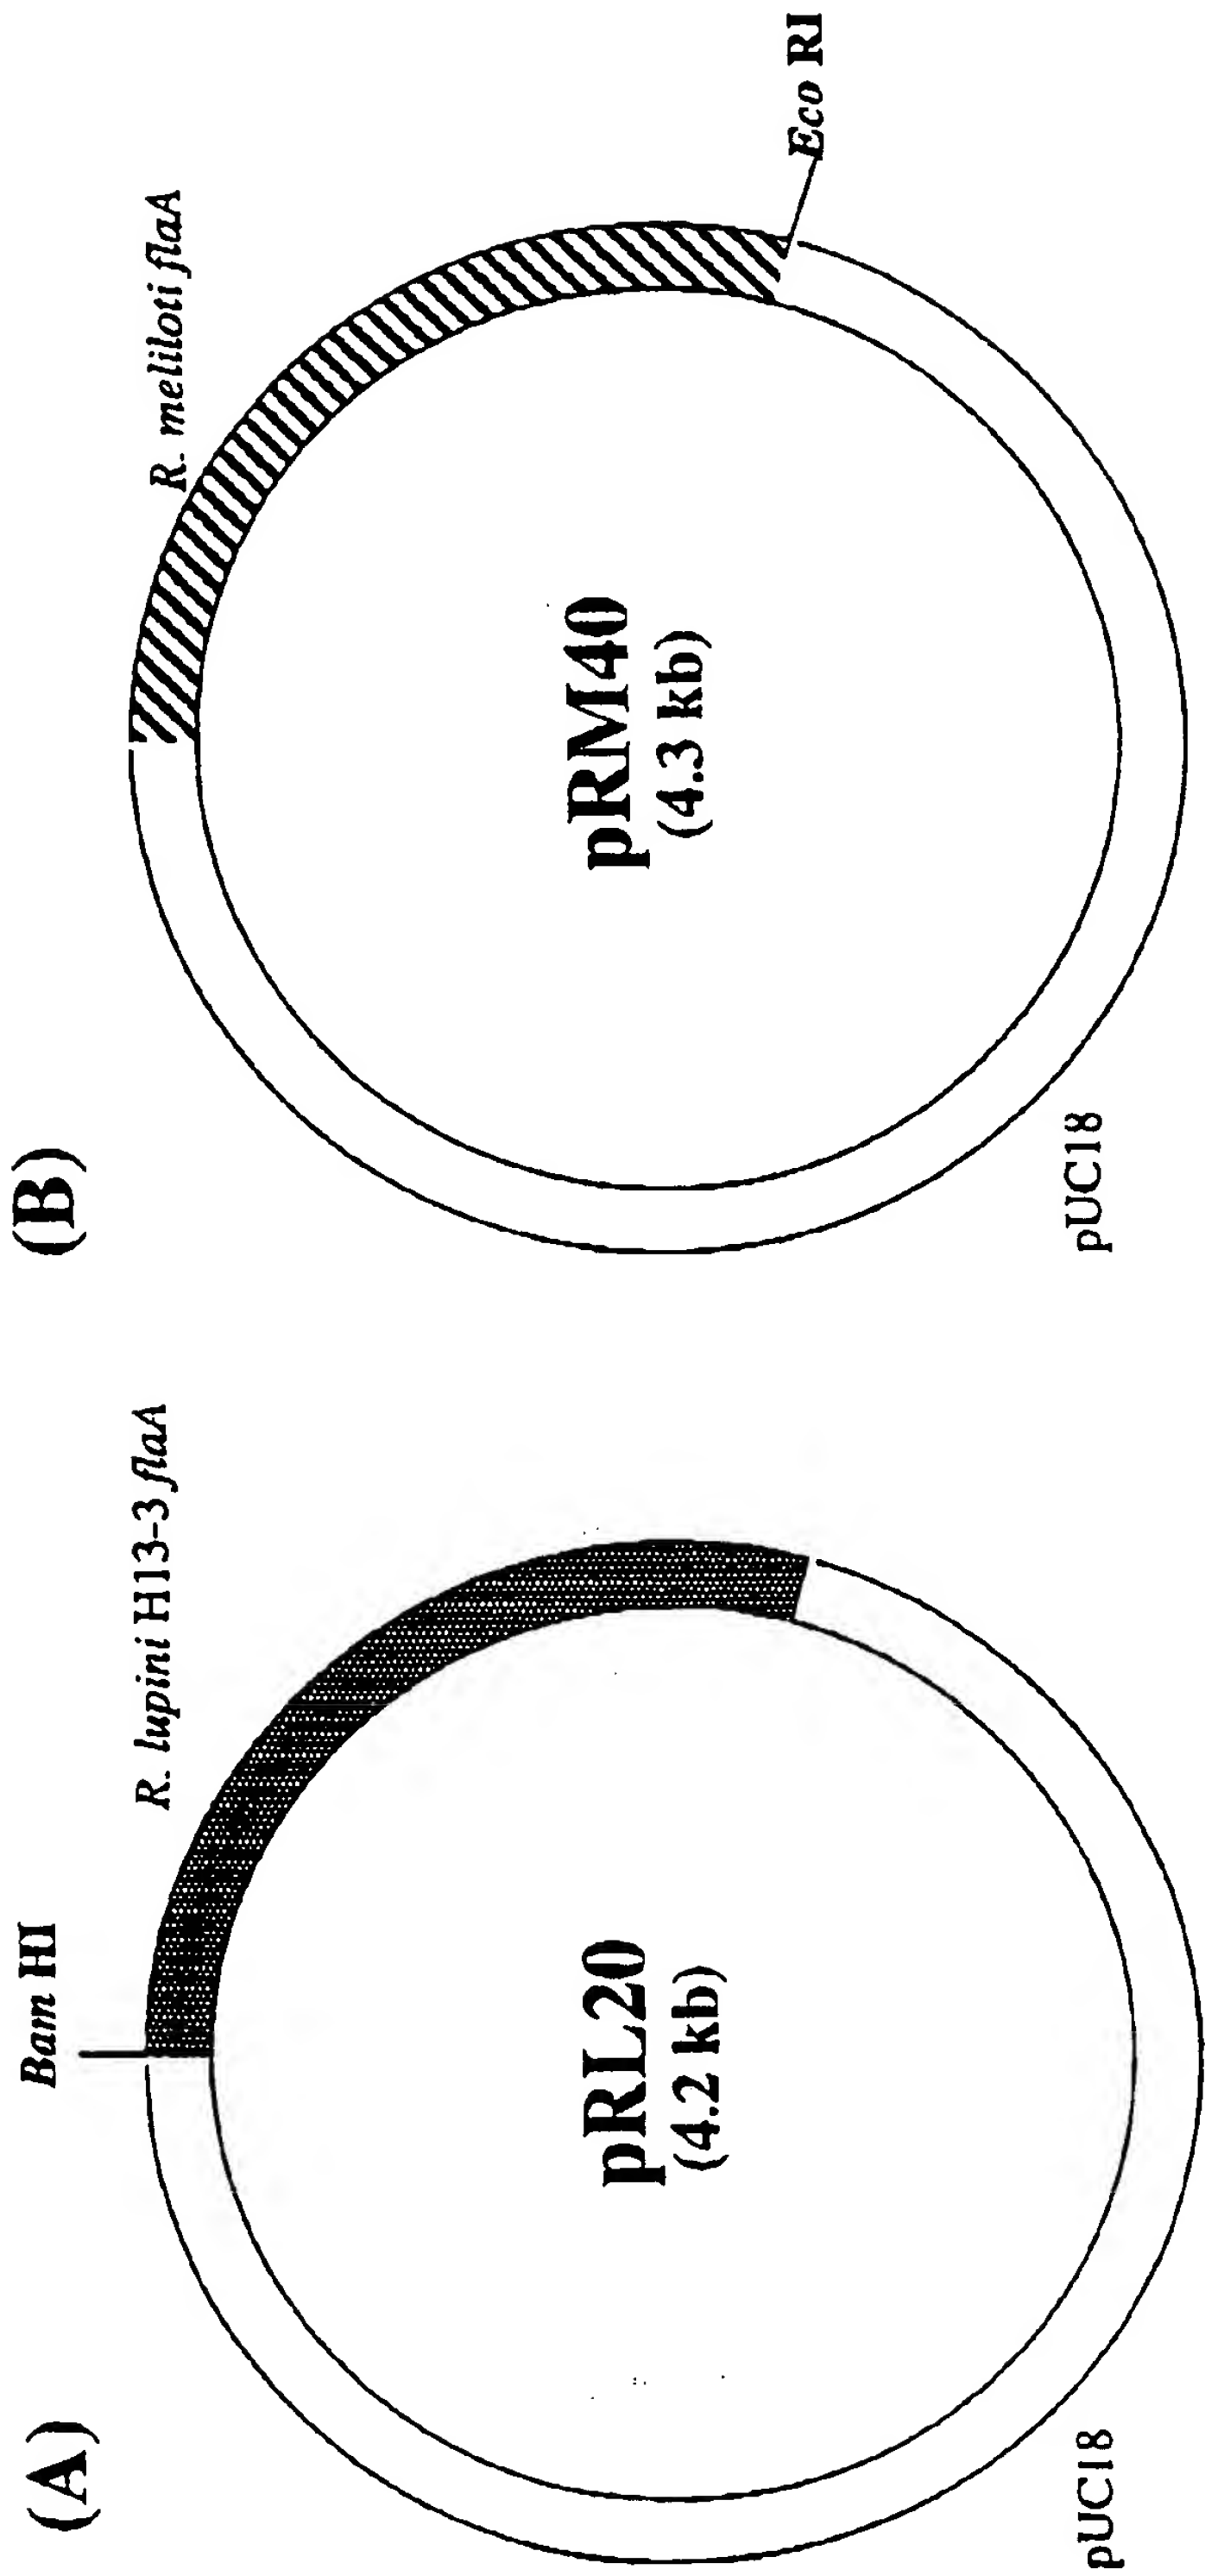 (A)
Bam HI
R. lupini H13-3 flaA
pRL20
(4.2 kb)
pUC18
(B)
R. meliloti flaA
Eco RI
pRM40
(4.3 kb)
pUC18